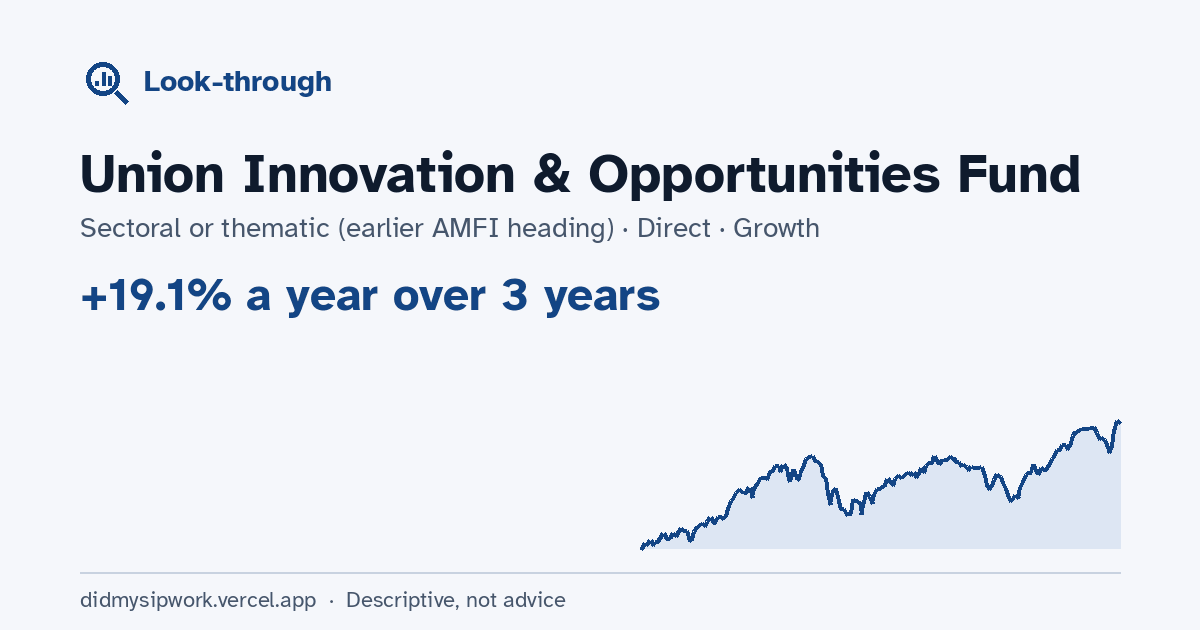 Look-through
Union Innovation & Opportunities Fund
Sectoral or thematic (earlier AMFI heading) · Direct · Growth
+19.1% a year over 3 years
didmysipwork.vercel.app · Descriptive, not advice